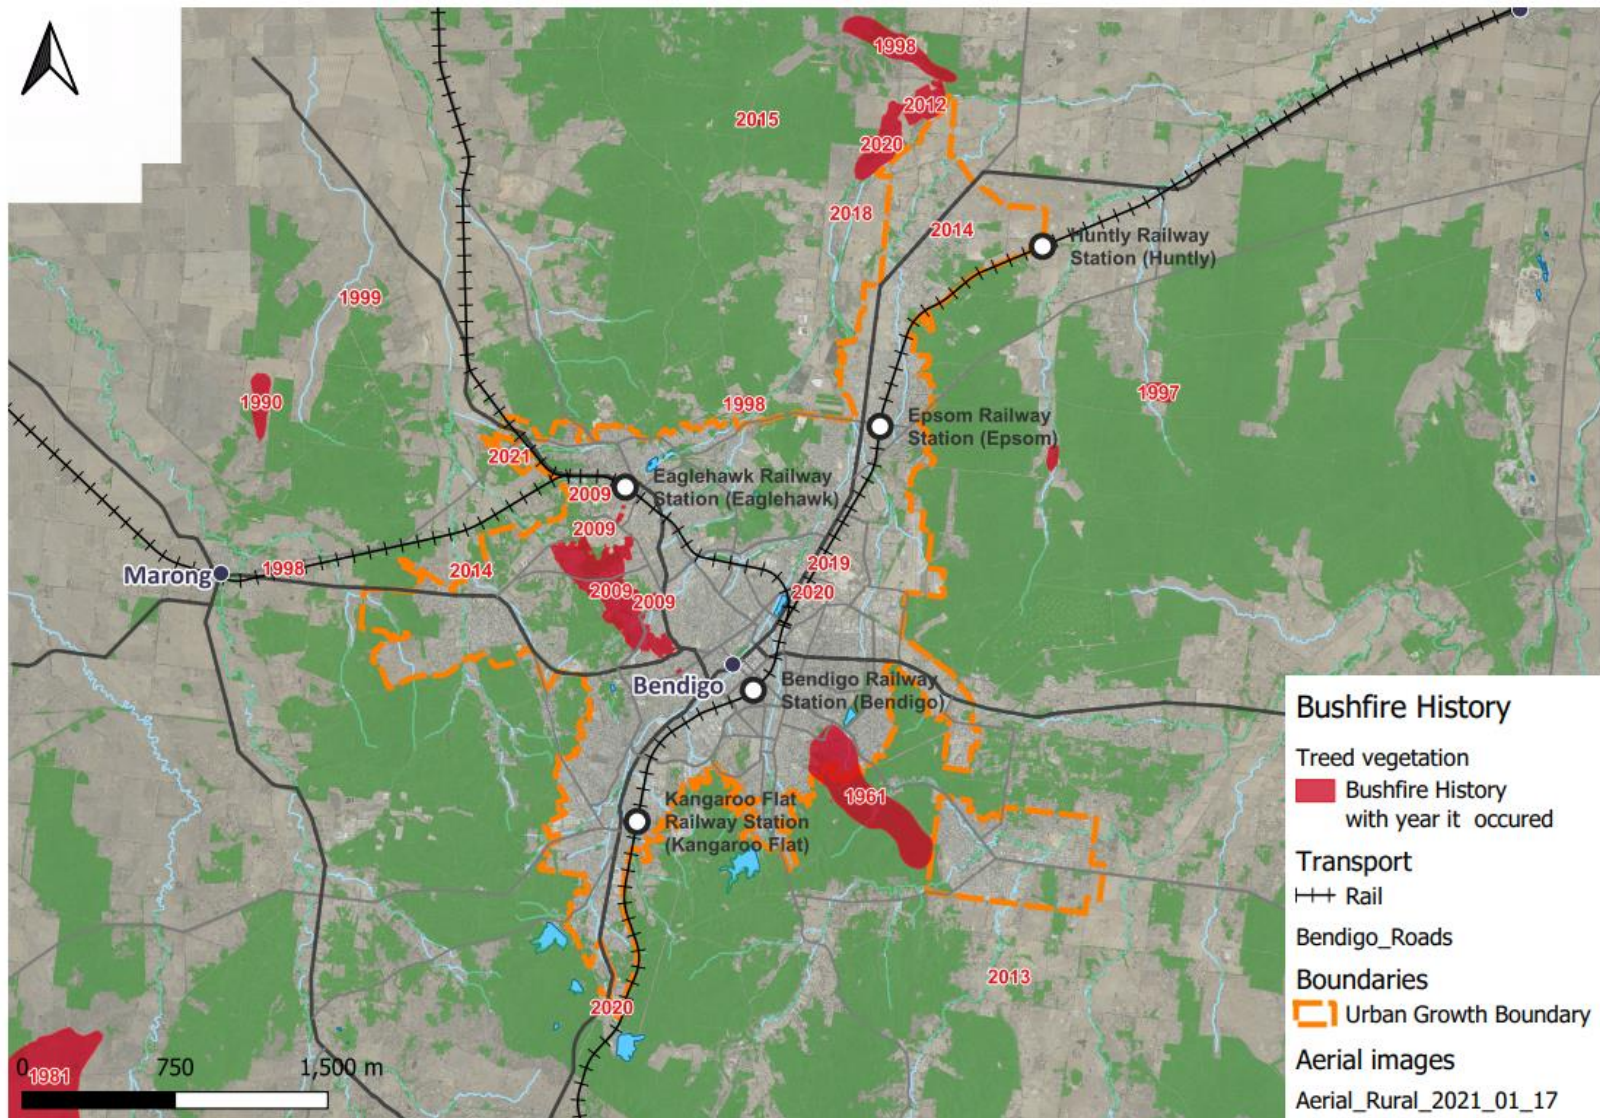 1998
2012
2015
2020
2018
2014
Huntly Railway
Station (Huntly)
1999
1990
1997
1998
Epsom Railway
Station (Epsom)
2021
Eaglehawk Railway
Station (Eaglehawk)
2009
2009
2019
1998
2014
Marong
2009
2009
2020
Bendigo
Bendigo Railway
Station (Bendigo)
1961
Kangaroo Flat
Railway Station
(Kangaroo Flat)
2013
2020
1981
0
750
1,500 m
Bushfire History
Treed vegetation
Bushfire History
with year it occured
Transport
Rail
Bendigo_Roads
Boundaries
Urban Growth Boundary
Aerial images
Aerial_Rural_2021_01_17